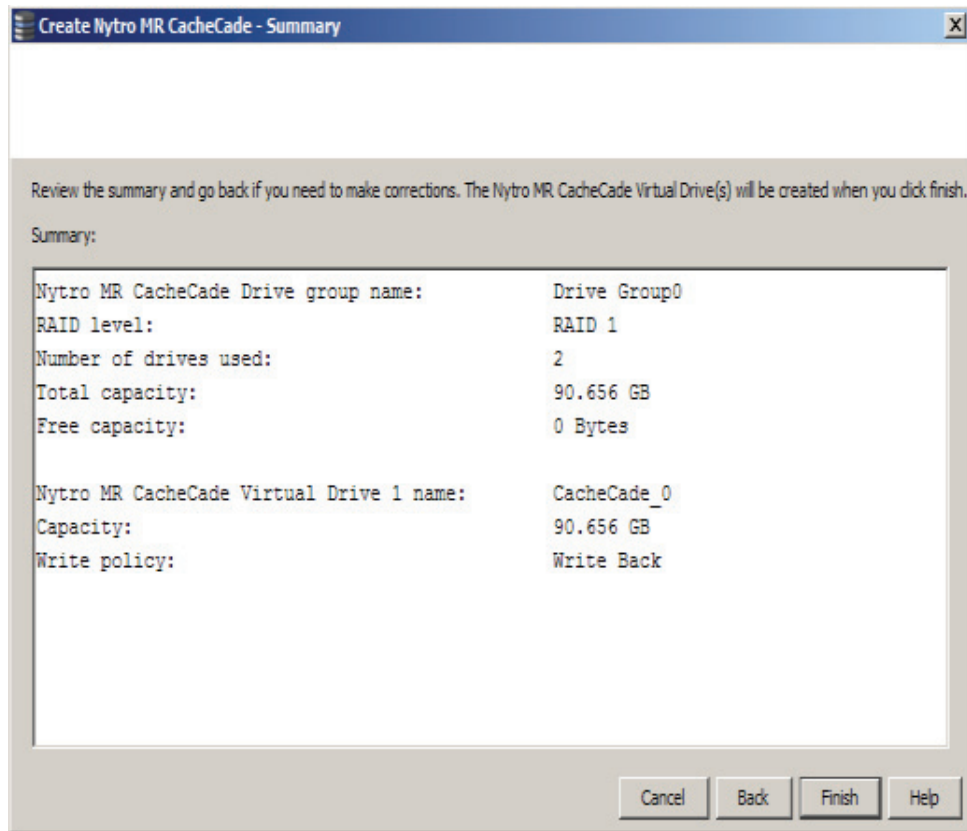 Create Nytro MR CacheCade - Summary
X
Review the summary and go back if you need to make corrections. The Nytro MR CacheCade Virtual Drive(s) will be created when you click finish.
Summary:
Nytro MR CacheCade Drive group name: Drive Group0
RAID level: RAID 1
Number of drives used: 2
Total capacity: 90.656 GB
Free capacity: 0 Bytes
Nytro MR CacheCade Virtual Drive 1 name: CacheCade_0
Capacity: 90.656 GB
Write policy: Write Back
Cancel Back Finish Help